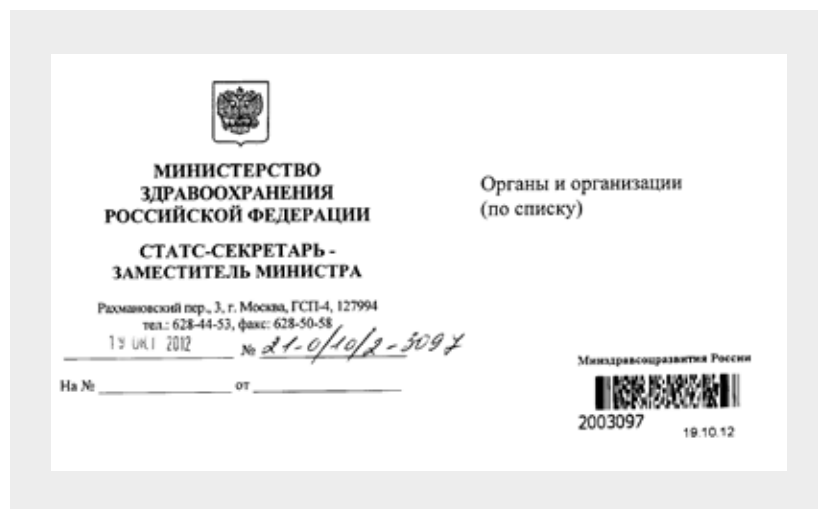 МИНИСТЕРСТВО
ЗДРАВООХРАНЕНИЯ
РОССИЙСКОЙ ФЕДЕРАЦИИ
СТАТС-СЕКРЕТАРЬ -
ЗАМЕСТИТЕЛЬ МИНИСТРА
Рахмановский пер., 3, г. Москва, ГСП-4, 127994
тел.: 628-44-53, факс: 628-50-58
19 ОКТ 2012 № 21-0/10/2-3097
На № от
Органы и организации
(по списку)
Минздравсоцразвития России
2003097
19.10.12